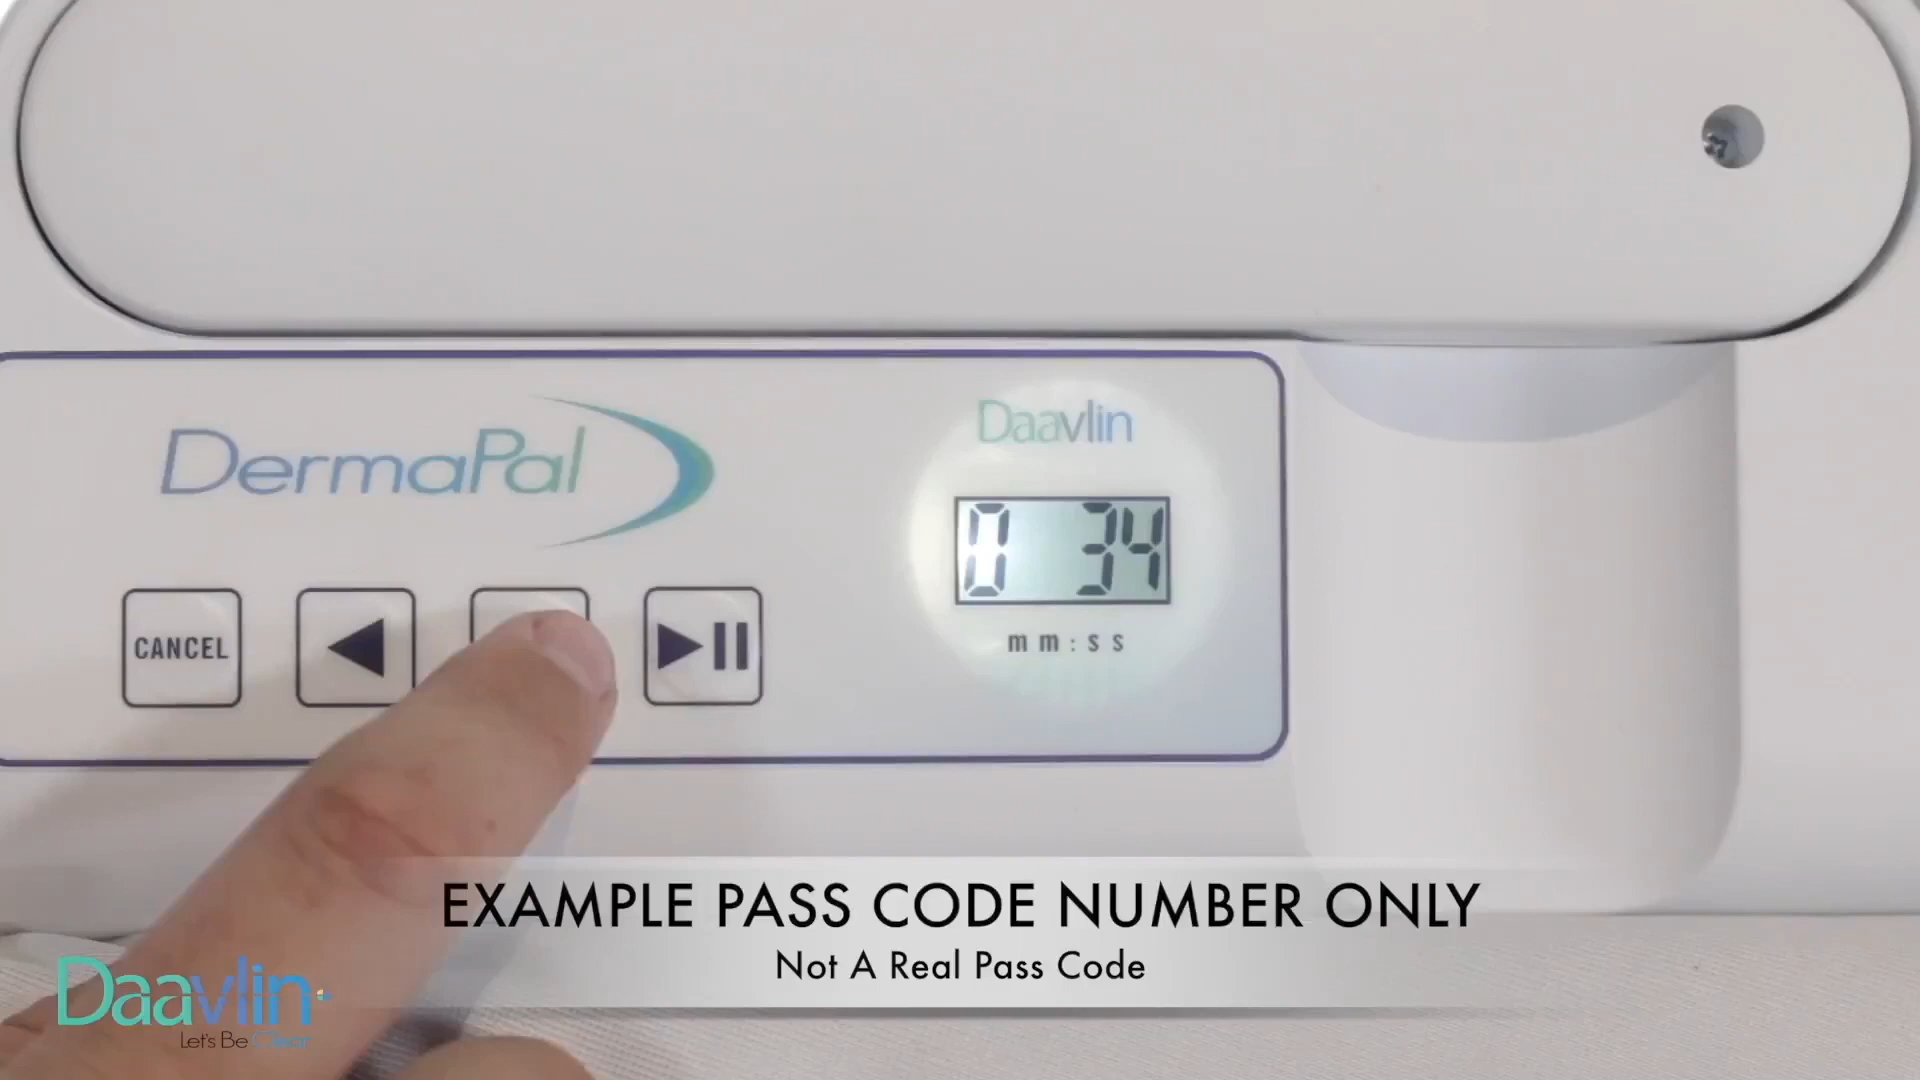 DermaPal
Daavlin
0 34
mm:ss
CANCEL
EXAMPLE PASS CODE NUMBER ONLY
Not A Real Pass Code
Daavlin
Let's Be Clear